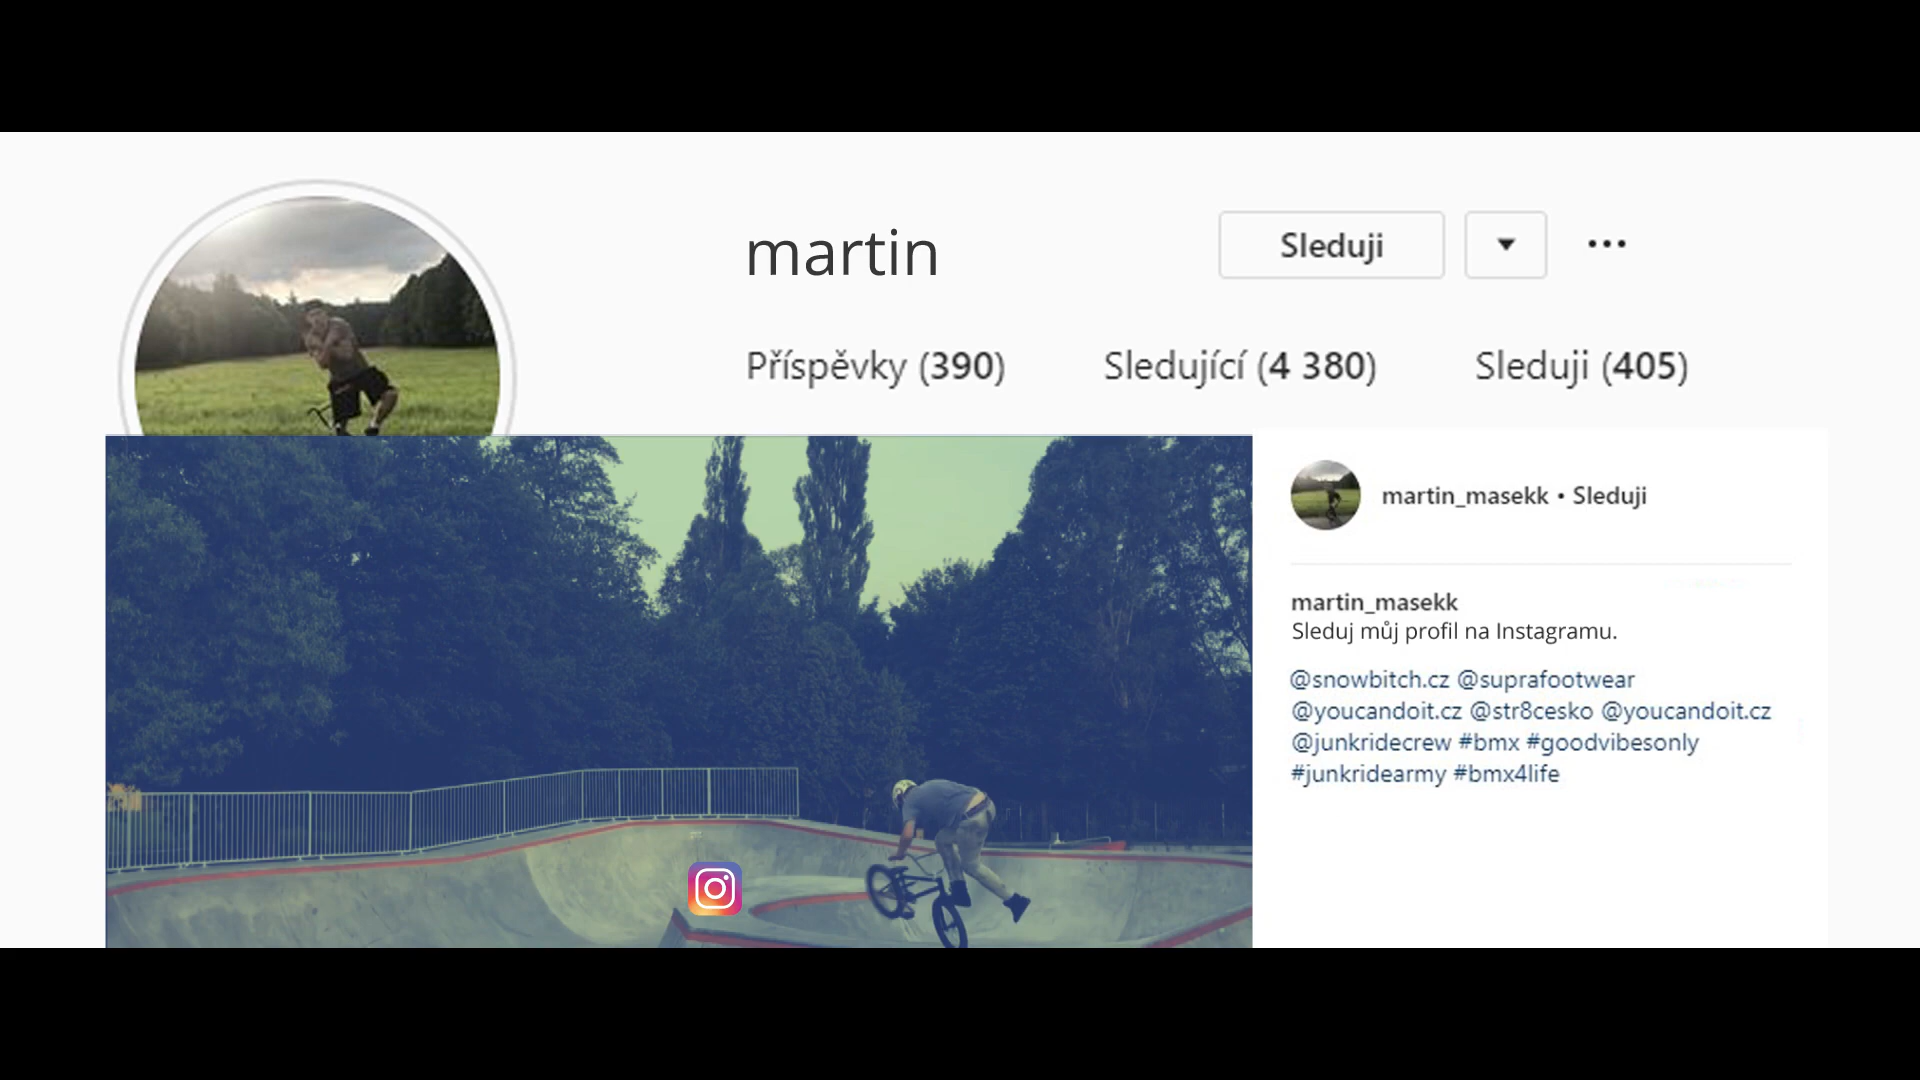 martin
Sleduji
Příspěvky (390) Sledující (4 380) Sleduji (405)
martin_masekk • Sleduji
martin_masekk
Sleduj můj profil na Instagramu.
@snowbitch.cz @suprafootwear
@youcandoit.cz @str8cesko @youcandoit.cz
@junkridecrew #bmx #goodvibesonly
#junkridearmy #bmx4life